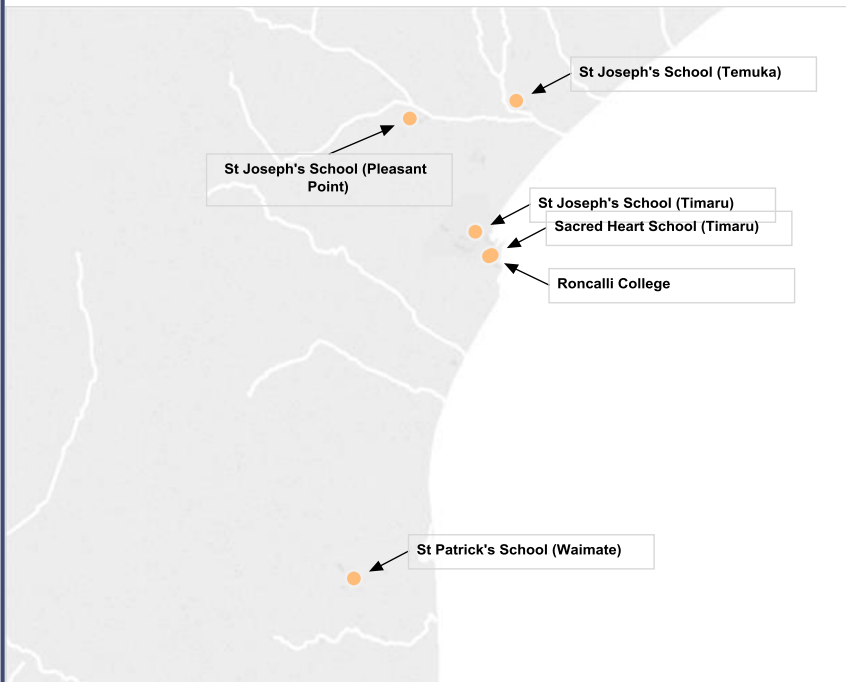 St Joseph's School (Temuka)
St Joseph's School (Pleasant
Point)
St Joseph's School (Timaru)
Sacred Heart School (Timaru)
Roncalli College
St Patrick's School (Waimate)